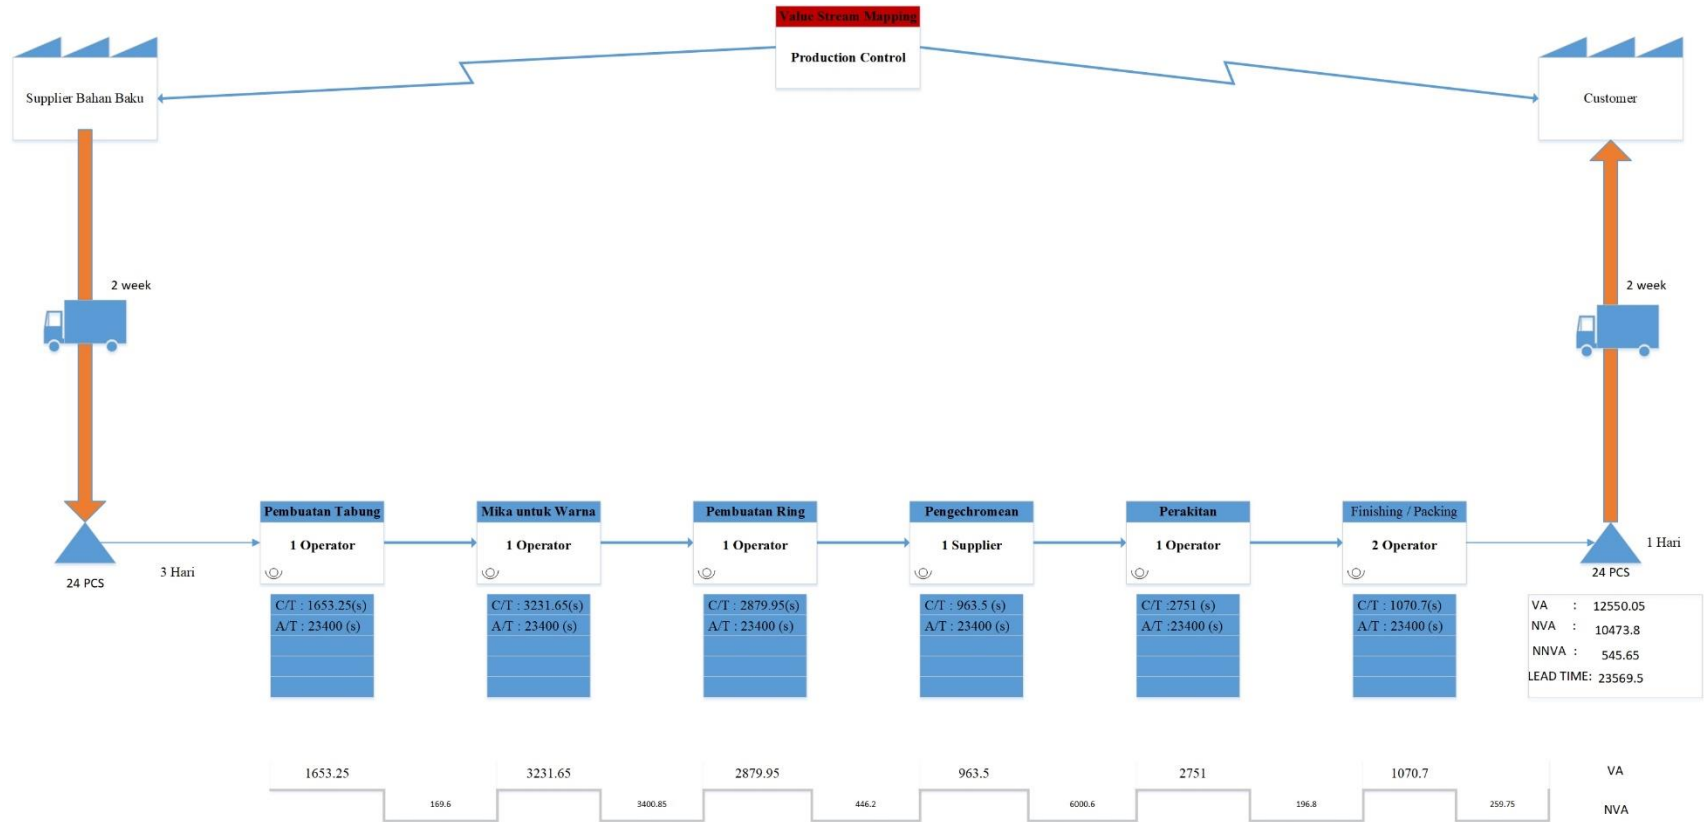 Value Stream Mapping
Production Control
Supplier Bahan Baku
Customer
2 week
2 week
24 PCS
3 Hari
Pembuatan Tabung
1 Operator
C/T : 1653.25(s)
A/T : 23400 (s)
Mika untuk Warna
1 Operator
C/T : 3231.65(s)
A/T : 23400 (s)
Pembuatan Ring
1 Operator
C/T : 2879.95(s)
A/T : 23400 (s)
Pengechromean
1 Supplier
C/T : 963.5 (s)
A/T : 23400 (s)
Perakitan
1 Operator
C/T :2751 (s)
A/T :23400 (s)
Finishing / Packing
2 Operator
C/T : 1070.7(s)
A/T : 23400 (s)
1 Hari
24 PCS
VA : 12550.05
NVA : 10473.8
NNVA : 545.65
LEAD TIME: 23569.5
1653.25 3231.65 2879.95 963.5 2751 1070.7 VA
169.6 3400.85 446.2 6000.6 196.8 259.75 NVA